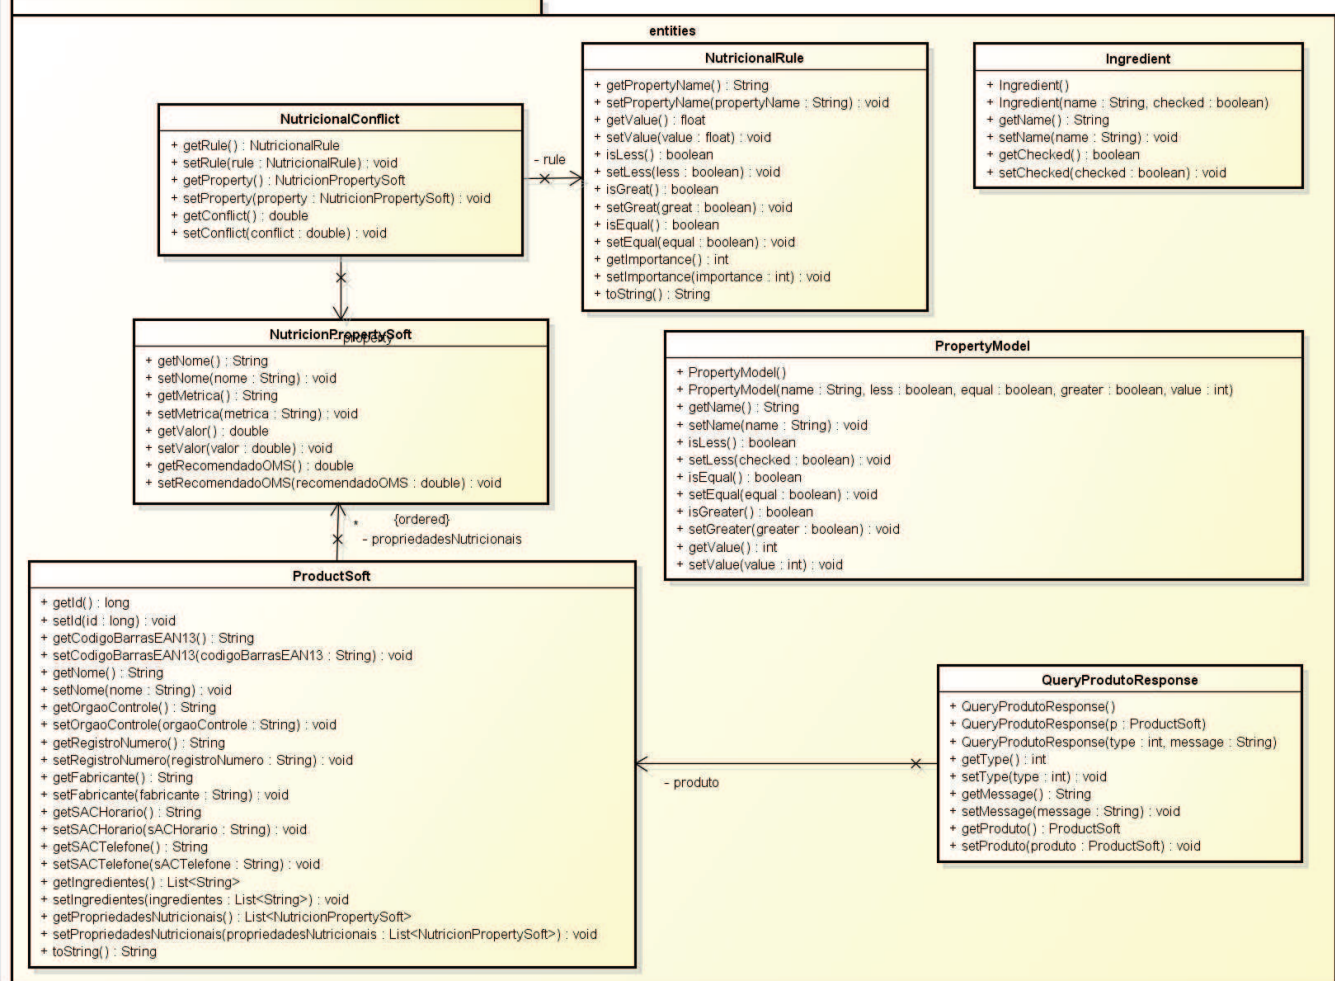 entities
NutricionalConflict
+ getRule() : NutricionalRule
+ setRule(rule : NutricionalRule) : void
+ getProperty() : NutricionPropertySoft
+ setProperty(property : NutricionPropertySoft) : void
+ getConflict() : double
+ setConflict(conflict : double) : void
- rule
NutricionalRule
+ getPropertyName() : String
+ setPropertyName(propertyName : String) : void
+ getValue() : float
+ setValue(value : float) : void
+ isLess() : boolean
+ setLess(less : boolean) : void
+ isGreat() : boolean
+ setGreat(great : boolean) : void
+ isEqual() : boolean
+ setEqual(equal : boolean) : void
+ getImportance() : int
+ setImportance(importance : int) : void
+ toString() : String
Ingredient
+ Ingredient()
+ Ingredient(name : String, checked : boolean)
+ getName() : String
+ setName(name : String) : void
+ getChecked() : boolean
+ setChecked(checked : boolean) : void
NutricionPropertySoft
- property
+ getNome() : String
+ setNome(nome : String) : void
+ getMetrica() : String
+ setMetrica(metrica : String) : void
+ getValor() : double
+ setValor(valor : double) : void
+ getRecomendadoOMS() : double
+ setRecomendadoOMS(recomendadoOMS : double) : void
PropertyModel
+ PropertyModel()
+ PropertyModel(name : String, less : boolean, equal : boolean, greater : boolean, value : int)
+ getName() : String
+ setName(name : String) : void
+ isLess() : boolean
+ setLess(checked : boolean) : void
+ isEqual() : boolean
+ setEqual(equal : boolean) : void
+ isGreater() : boolean
+ setGreater(greater : boolean) : void
+ getValue() : int
+ setValue(value : int) : void
* {ordered}
- propriedadesNutricionais
ProductSoft
+ getId() : long
+ setId(id : long) : void
+ getCodigoBarrasEAN13() : String
+ setCodigoBarrasEAN13(codigoBarrasEAN13 : String) : void
+ getNome() : String
+ setNome(nome : String) : void
+ getOrgaoControle() : String
+ setOrgaoControle(orgaoControle : String) : void
+ getRegistroNumero() : String
+ setRegistroNumero(registroNumero : String) : void
+ getFabricante() : String
+ setFabricante(fabricante : String) : void
+ getSACHorario() : String
+ setSACHorario(sACHorario : String) : void
+ getSACTelefone() : String
+ setSACTelefone(sACTelefone : String) : void
+ getIngredientes() : List<String>
+ setIngredientes(ingredientes : List<String>) : void
+ getPropriedadesNutricionais() : List<NutricionPropertySoft>
+ setPropriedadesNutricionais(propriedadesNutricionais : List<NutricionPropertySoft>) : void
+ toString() : String
- produto
QueryProdutoResponse
+ QueryProdutoResponse()
+ QueryProdutoResponse(p : ProductSoft)
+ QueryProdutoResponse(type : int, message : String)
+ getType() : int
+ setType(type : int) : void
+ getMessage() : String
+ setMessage(message : String) : void
+ getProduto() : ProductSoft
+ setProduto(produto : ProductSoft) : void